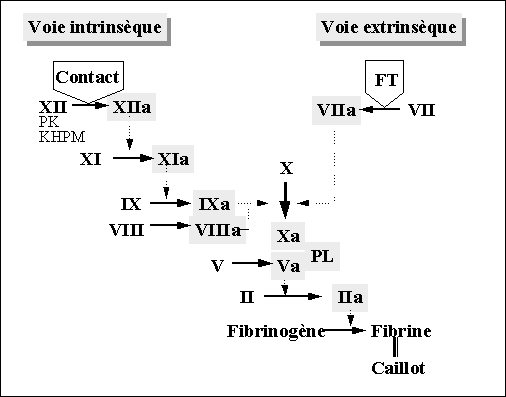 Voie intrinsèque
Voie extrinsèque
Contact
FT
XII
XIIa
VIIa
VII
PK
KHPM
XI
XIa
X
IX
IXa
VIII
VIIIa
Xa
PL
V
Va
II
IIa
Fibrinogène
Fibrine
Caillot